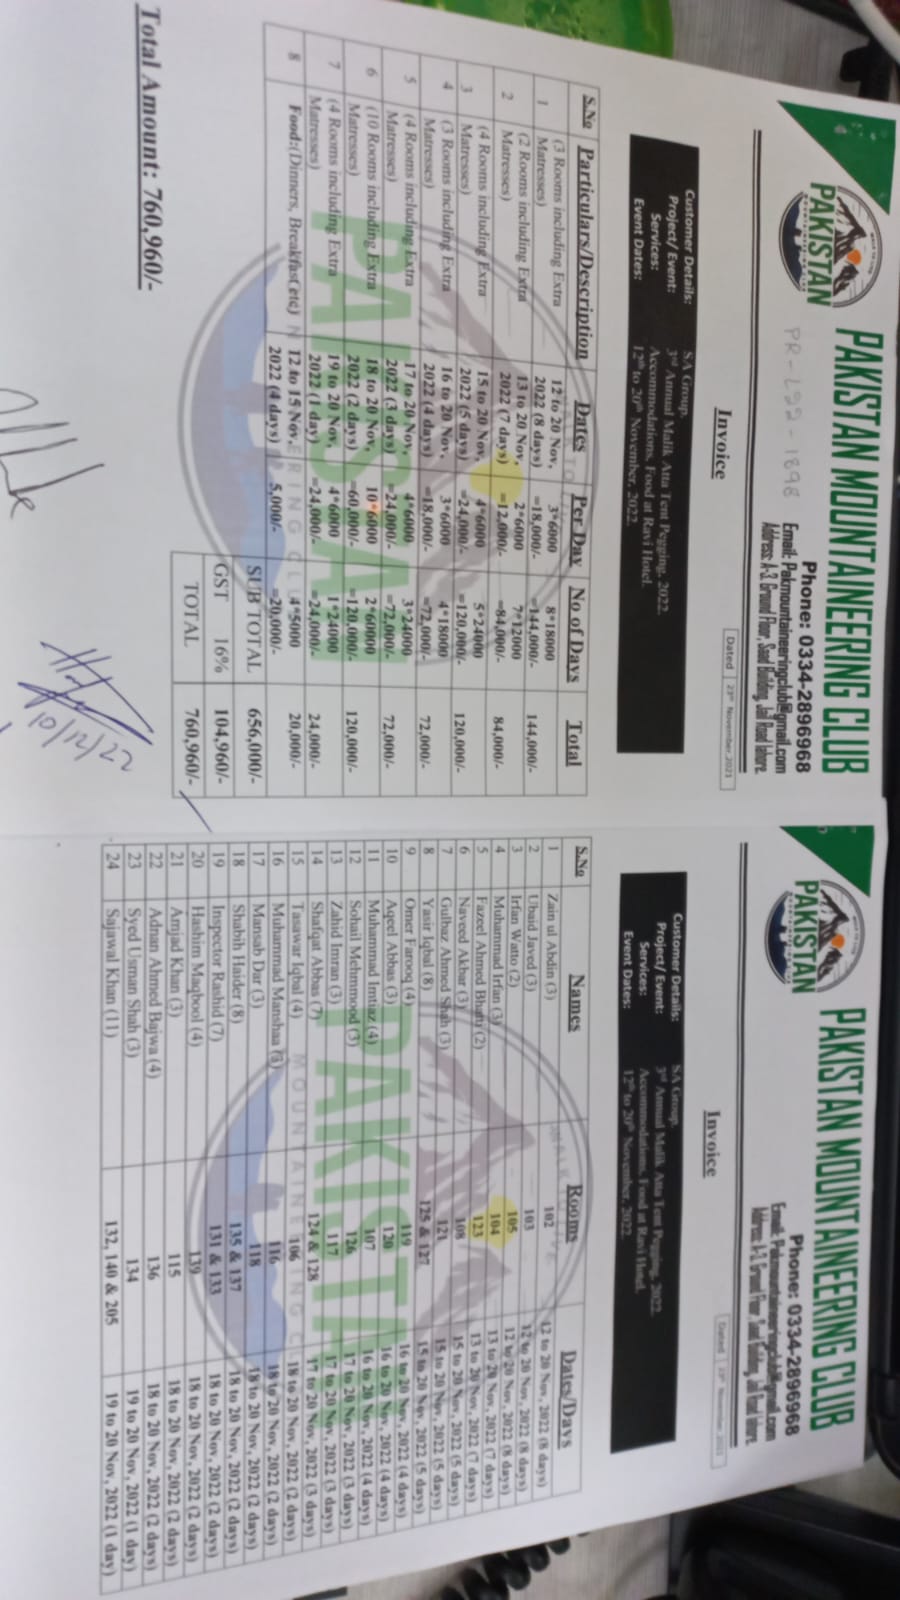 PAKISTAN MOUNTAINEERING CLUB
PAKISTAN
Phone: 0334-2896968
Email: Pakmountaineeringclub@gmail.com
Address: A-3, Ground Floor, Saad Building, Jail Road lahore.
PR-L92-1898
Dated 23rd November,2021
Invoice
Customer Details: SA Group.
Project/ Event: 3rd Annual Malik Atta Tent Pegging, 2022.
Services: Accommodations, Food at Ravi Hotel.
Event Dates: 12th to 20th November, 2022.
S.No Particulars/Description Dates Per Day No of Days Total
1 (3 Rooms including Extra Matresses) 12 to 20 Nov, 2022 (8 days) 3*6000 =18,000/- 8*18000 =144,000/- 144,000/-
2 (2 Rooms including Extra Matresses) 13 to 20 Nov, 2022 (7 days) 2*6000 =12,000/- 7*12000 =84,000/- 84,000/-
3 (4 Rooms including Extra Matresses) 15 to 20 Nov, 2022 (5 days) 4*6000 =24,000/- 5*24000 =120,000/- 120,000/-
4 (3 Rooms including Extra Matresses) 16 to 20 Nov, 2022 (4 days) 3*6000 =18,000/- 4*18000 =72,000/- 72,000/-
5 (4 Rooms including Extra Matresses) 17 to 20 Nov, 2022 (3 days) 4*6000 =24,000/- 3*24000 =72,000/- 72,000/-
6 (10 Rooms including Extra Matresses) 18 to 20 Nov, 2022 (2 days) 10*6000 =60,000/- 2*60000 =120,000/- 120,000/-
7 (4 Rooms including Extra Matresses) 19 to 20 Nov, 2022 (1 day) 4*6000 =24,000/- 1*24000 =24,000/- 24,000/-
8 Food:(Dinners, Breakfast etc) 12 to 15 Nov, 2022 (4 days) 5,000/- 4*5000 =20,000/- 20,000/-
SUB TOTAL 656,000/-
GST 16% 104,960/-
TOTAL 760,960/-
Total Amount: 760,960/-
10/12/22
PAKISTAN MOUNTAINEERING CLUB
PAKISTAN
Phone: 0334-2896968
Email: Pakmountaineeringclub@gmail.com
Address: A-3, Ground Floor, Saad Building, Jail Road lahore.
Dated 23rd November
Invoice
Customer Details: SA Group.
Project/ Event: 3rd Annual Malik Atta Tent Pegging, 2022.
Services: Accommodations, Food at Ravi Hotel.
Event Dates: 12th to 20th November, 2022.
S.No Names Rooms Dates/Days
1 Zain ul Abdin (3) 102 12 to 20 Nov, 2022 (8 days)
2 Ubaid Javed (3) 103 12 to 20 Nov, 2022 (8 days)
3 Irfan Watto (2) 105 12 to 20 Nov, 2022 (8 days)
4 Muhammad Irfan (3) 104 13 to 20 Nov, 2022 (7 days)
5 Fazeel Ahmed Bhatti (2) 123 13 to 20 Nov, 2022 (7 days)
6 Naveed Akbar (3) 108 15 to 20 Nov, 2022 (5 days)
7 Gulbaz Ahmed Shah (3) 121 15 to 20 Nov, 2022 (5 days)
8 Yasir Iqbal (8) 125 & 127 15 to 20 Nov, 2022 (5 days)
9 Omer Farooq (4) 119 16 to 20 Nov, 2022 (4 days)
10 Aqeel Abbas (3) 120 16 to 20 Nov, 2022 (4 days)
11 Muhammad Imtiaz (4) 107 16 to 20 Nov, 2022 (4 days)
12 Sohail Mehmmood (3) 126 17 to 20 Nov, 2022 (3 days)
13 Zahid Imran (3) 117 17 to 20 Nov, 2022 (3 days)
14 Shafqat Abbas (7) 124 & 128 17 to 20 Nov, 2022 (3 days)
15 Tasawar Iqbal (4) 106 18 to 20 Nov, 2022 (2 days)
16 Muhammad Manshaa (3) 116 18 to 20 Nov, 2022 (2 days)
17 Mansab Dar (3) 118 18 to 20 Nov, 2022 (2 days)
18 Shabih Haider (8) 135 & 137 18 to 20 Nov, 2022 (2 days)
19 Inspector Rashid (7) 131 & 133 18 to 20 Nov, 2022 (2 days)
20 Hashim Maqbool (4) 139 18 to 20 Nov, 2022 (2 days)
21 Amjad Khan (3) 115 18 to 20 Nov, 2022 (2 days)
22 Adnan Ahmed Bajwa (4) 136 18 to 20 Nov, 2022 (2 days)
23 Syed Usman Shah (3) 134 19 to 20 Nov, 2022 (1 day)
24 Sajawal Khan (11) 132, 140 & 205 19 to 20 Nov, 2022 (1 day)